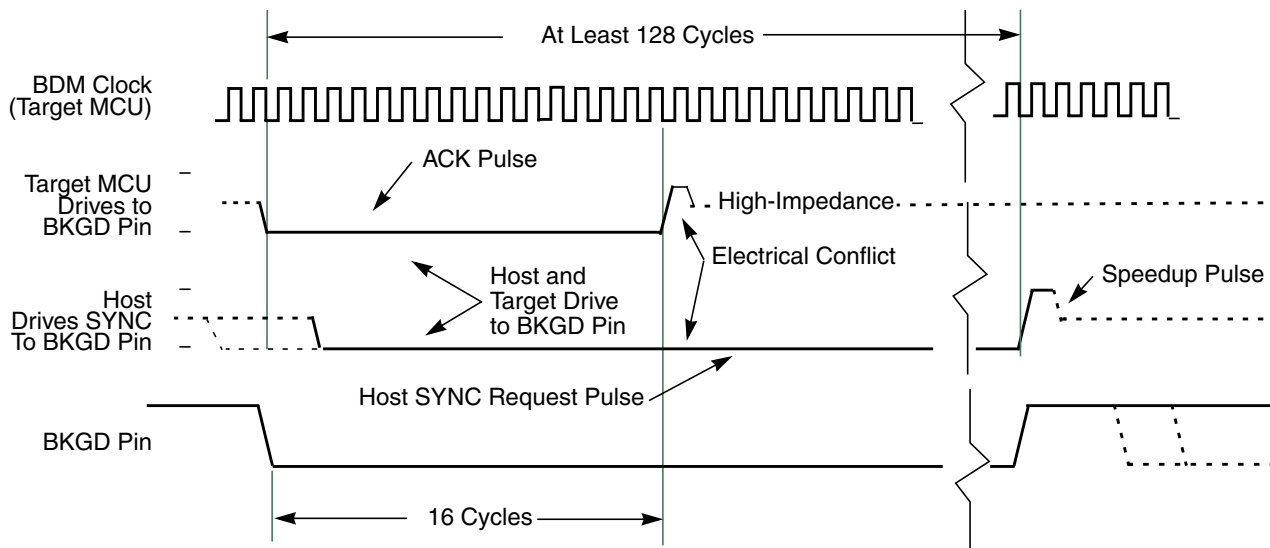 At Least 128 Cycles
BDM Clock
(Target MCU)
ACK Pulse
Target MCU
Drives to
BKGD Pin
High-Impedance
Electrical Conflict
Host and
Target Drive
to BKGD Pin
Speedup Pulse
Host
Drives SYNC
To BKGD Pin
Host SYNC Request Pulse
BKGD Pin
16 Cycles